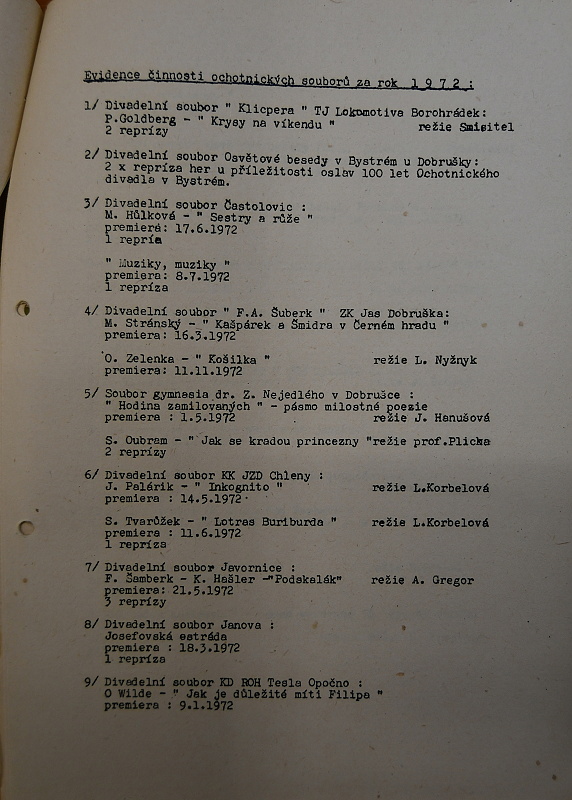 Evidence činnosti ochotnických souborů za rok 1 9 7 2 :
1/ Divadelní soubor " Klicpera " TJ Lokomotiva Borohrádek:
P.Goldberg - " Krysy na víkendu " režie Smisitel
2 reprízy
2/ Divadelní soubor Osvětové besedy v Bystrém u Dobrušky:
2 x repríza her u příležitosti oslav 100 let Ochotnického
divadla v Bystrém.
3/ Divadelní soubor Častolovic :
M. Hůlková - " Sestry a růže "
premiéra: 17.6.1972
1 repría
" Muziky, muziky "
premiera: 8.7.1972
1 repríza
4/ Divadelní soubor " F.A. Šuberk " ZK Jas Dobruška:
M. Stránský - " Kašpárek a Šmidra v Černém hradu "
premiera: 16.3.1972
O. Zelenka - " Košilka " režie L. Nyžnyk
premiera: 11.11.1972
5/ Soubor gymnasia dr. Z. Nejedlého v Dobrušce :
" Hodina zamilovaných " - pásmo milostné poezie
premiera : 1.5.1972 režie J. Hanušová
S. Oubram - " Jak se kradou princezny "režie prof.Plicka
2 reprízy
6/ Divadelní soubor KK JZD Chleny :
J. Palárik - " Inkognito " režie L.Korbelová
premiera : 14.5.1972
S. Tvarůžek - " Lotras Buriburda " režie L.Korbelová
premiera : 11.6.1972
1 repríza
7/ Divadelní soubor Javornice :
F. Šamberk - K. Hašler -"Podskalák" režie A. Gregor
premiera: 21.5.1972
3 reprízy
8/ Divadelní soubor Janova :
Josefovská estráda
premiera : 18.3.1972
1 repríza
9/ Divadelní soubor KD ROH Tesla Opočno :
O Wilde - " Jak je důležité míti Filipa "
premiera : 9.1.1972